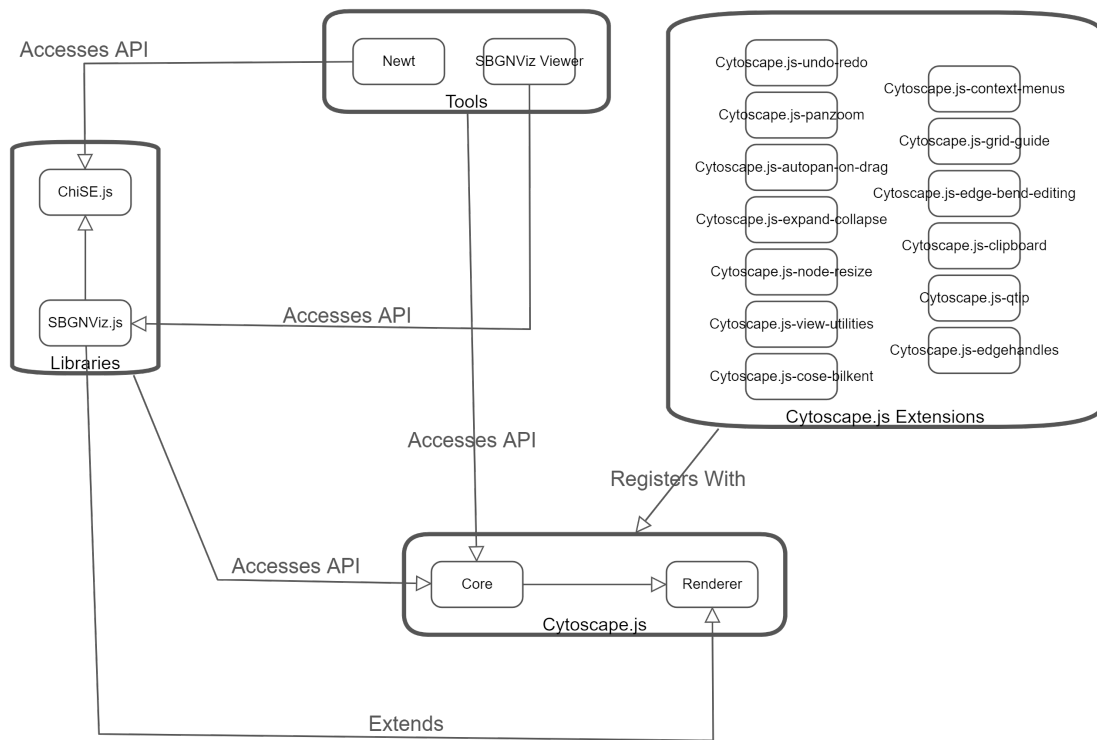 Accesses API
Newt
SBGNViz Viewer
Tools
ChiSE.js
SBGNViz.js
Libraries
Accesses API
Cytoscape.js-undo-redo
Cytoscape.js-panzoom
Cytoscape.js-autopan-on-drag
Cytoscape.js-expand-collapse
Cytoscape.js-node-resize
Cytoscape.js-view-utilities
Cytoscape.js-cose-bilkent
Cytoscape.js-context-menus
Cytoscape.js-grid-guide
Cytoscape.js-edge-bend-editing
Cytoscape.js-clipboard
Cytoscape.js-qtip
Cytoscape.js-edgehandles
Cytoscape.js Extensions
Accesses API
Registers With
Accesses API
Core
Renderer
Cytoscape.js
Extends